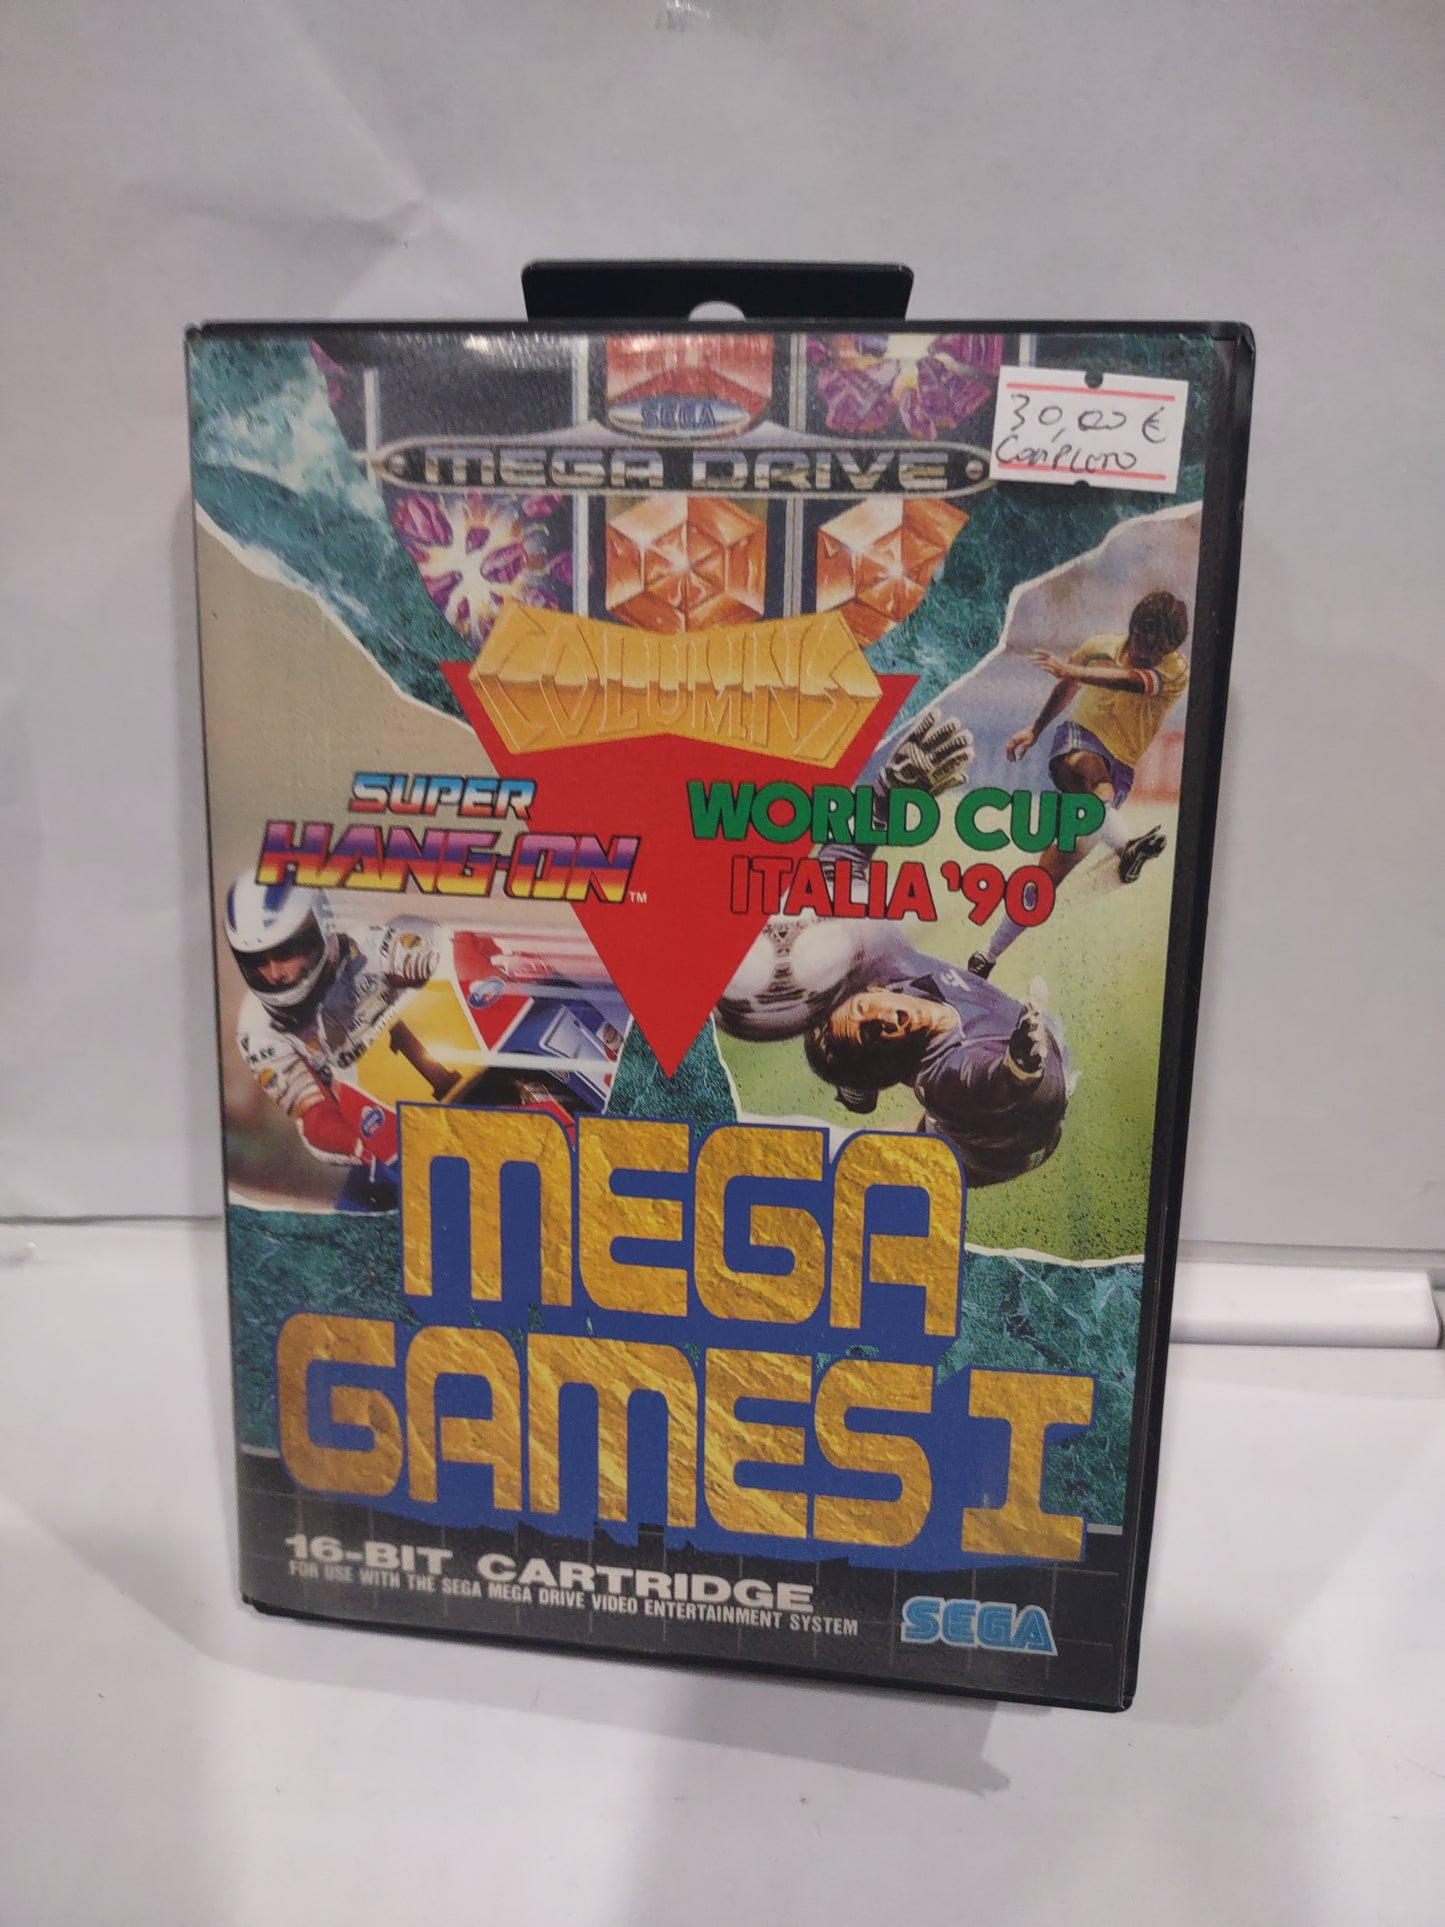 SEGA
MEGA DRIVE
30,00 €
Completo
COLUMNS
SUPER
HANG-ON™
WORLD CUP
ITALIA '90
MEGA
GAMES I
16-BIT CARTRIDGE
FOR USE WITH THE SEGA MEGA DRIVE VIDEO ENTERTAINMENT SYSTEM
SEGA